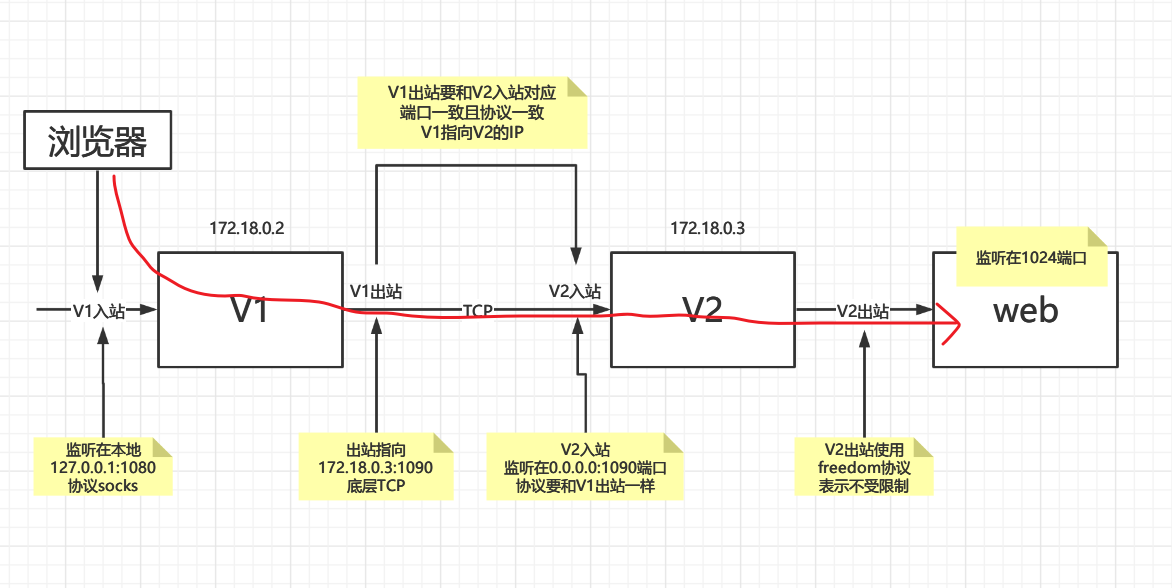 V1出站要和V2入站对应
端口一致且协议一致
V1指向V2的IP
浏览器
172.18.0.2
172.18.0.3
监听在1024端口
V1入站
V1
V1出站
TCP
V2入站
V2
V2出站
web
监听在本地
127.0.0.1:1080
协议socks
出站指向
172.18.0.3:1090
底层TCP
V2入站
监听在0.0.0.0:1090端口
协议要和V1出站一样
V2出站使用
freedom协议
表示不受限制